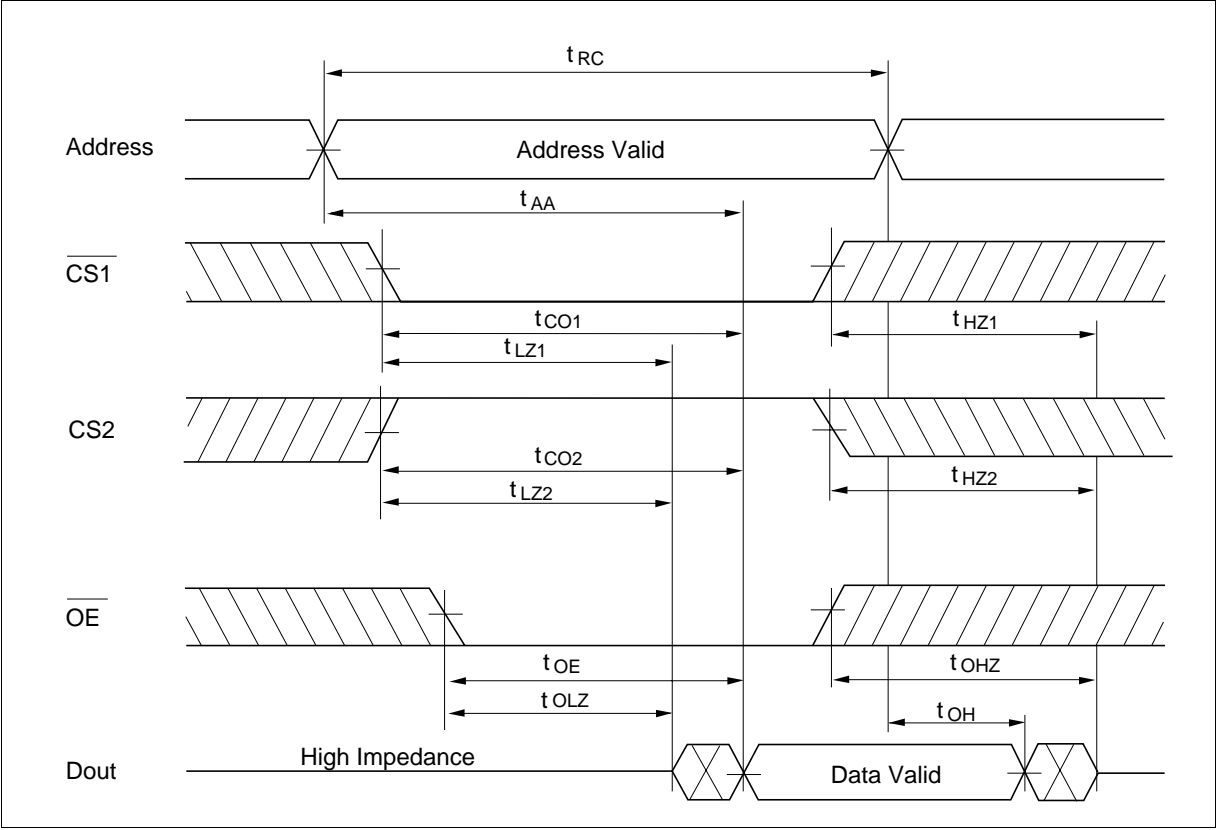 t RC
Address
Address Valid
t AA
CS1
t CO1
t HZ1
t LZ1
CS2
t CO2
t HZ2
t LZ2
OE
t OE
t OHZ
t OLZ
t OH
Dout
High Impedance
Data Valid